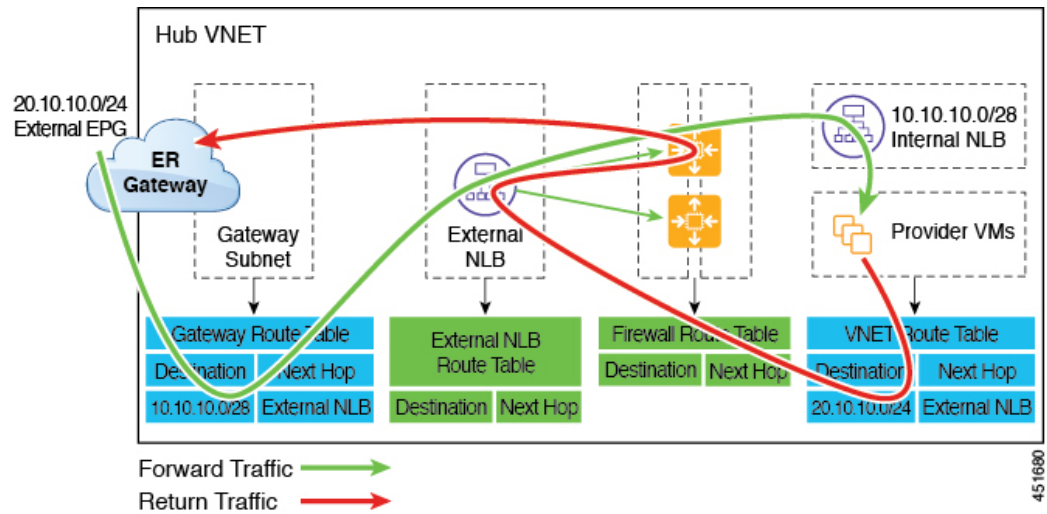 Hub VNET
20.10.10.0/24
External EPG
ER
Gateway
Gateway
Subnet
External
NLB
10.10.10.0/28
Internal NLB
Provider VMs
Gateway Route Table
Destination
Next Hop
10.10.10.0/28
External NLB
External NLB
Route Table
Destination
Next Hop
Firewall Route Table
Destination
Next Hop
VNET Route Table
Destination
Next Hop
20.10.10.0/24
External NLB
Forward Traffic
Return Traffic
451680